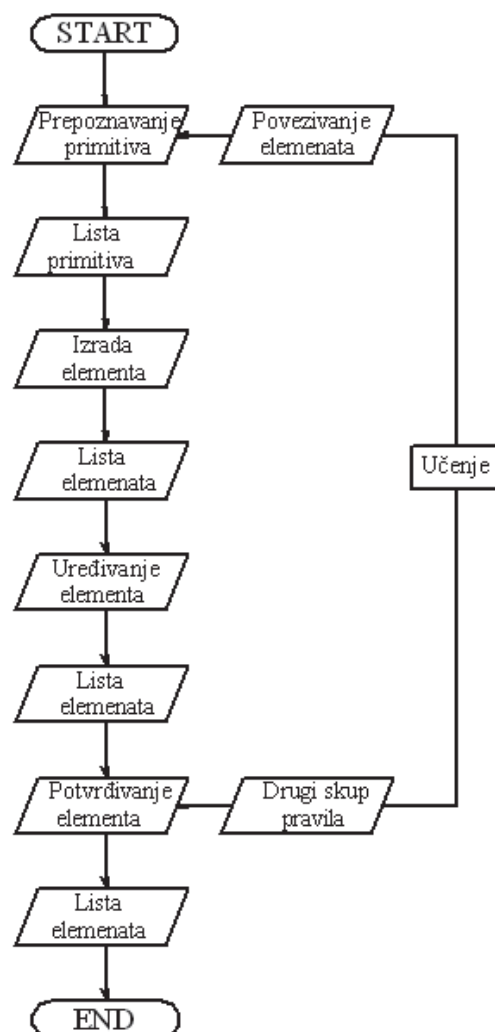 START
Prepoznavanje
primitiva
Povezivanje
elemenata
Lista
primitiva
Izrada
elementa
Lista
elemenata
Učenje
Uređivanje
elementa
Lista
elemenata
Potvrđivanje
elementa
Drugi skup
pravila
Lista
elemenata
END